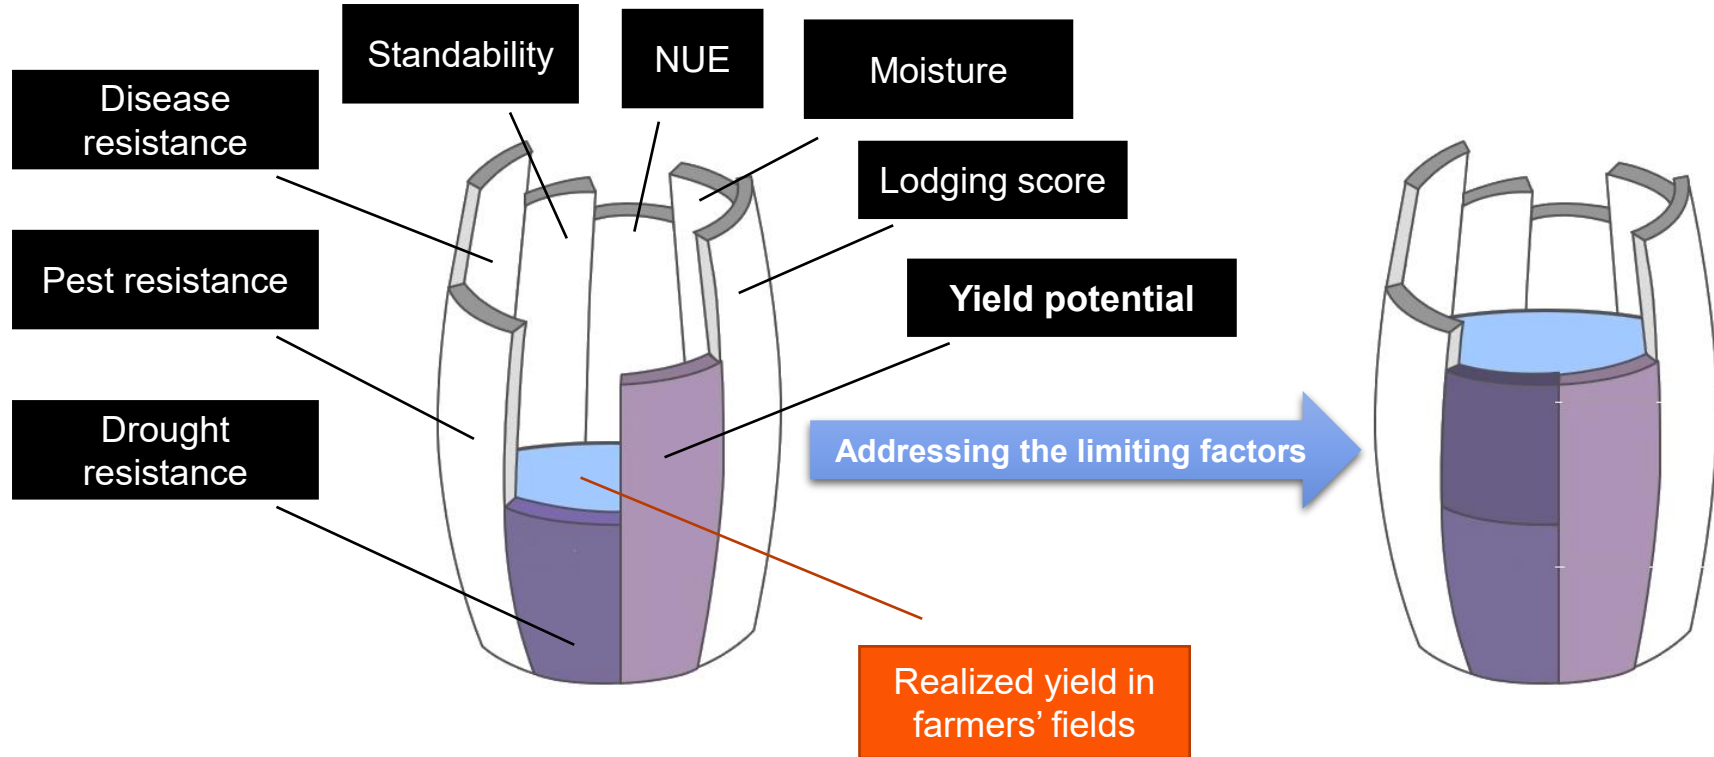 Standability
NUE
Moisture
Disease
resistance
Lodging score
Pest resistance
Yield potential
Drought
resistance
Addressing the limiting factors
Realized yield in
farmers’ fields